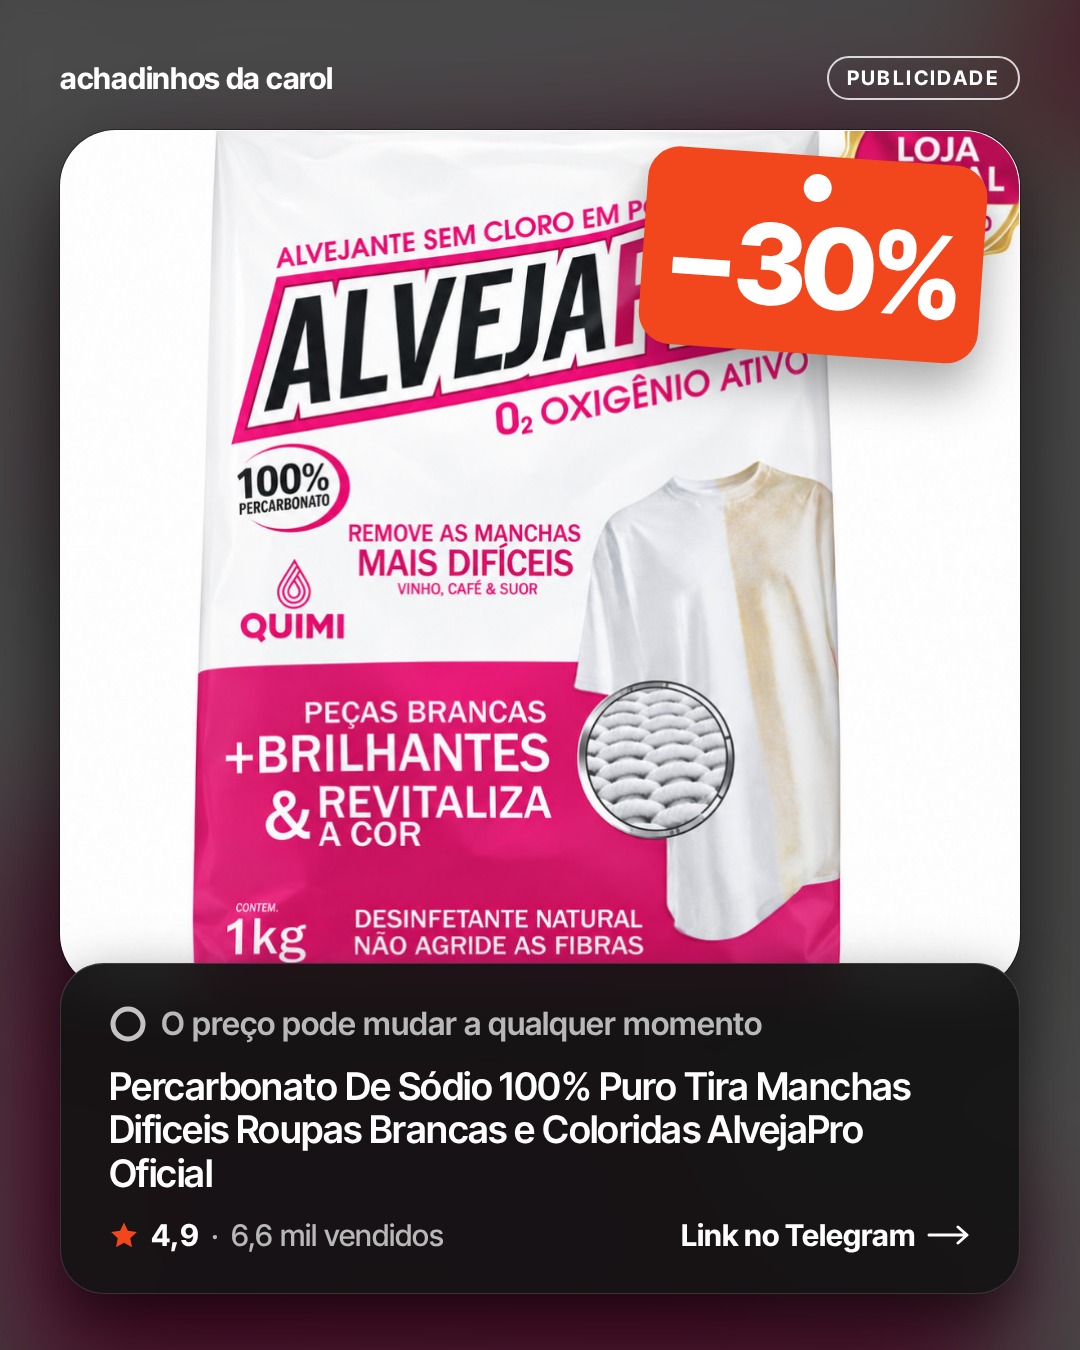 achadinhos da carol
PUBLICIDADE
LOJA
ALVEJANTE SEM CLORO EM
–30%
ALVEJA
O2 OXIGÊNIO ATIVO
100%
PERCARBONATO
REMOVE AS MANCHAS
MAIS DIFÍCEIS
VINHO, CAFÉ & SUOR
QUIMI
PEÇAS BRANCAS
+BRILHANTES
& REVITALIZA
A COR
CONTEM.
1kg
DESINFETANTE NATURAL
NÃO AGRIDE AS FIBRAS
O preço pode mudar a qualquer momento
Percarbonato De Sódio 100% Puro Tira Manchas
Dificeis Roupas Brancas e Coloridas AlvejaPro
Oficial
4,9 · 6,6 mil vendidos
Link no Telegram →